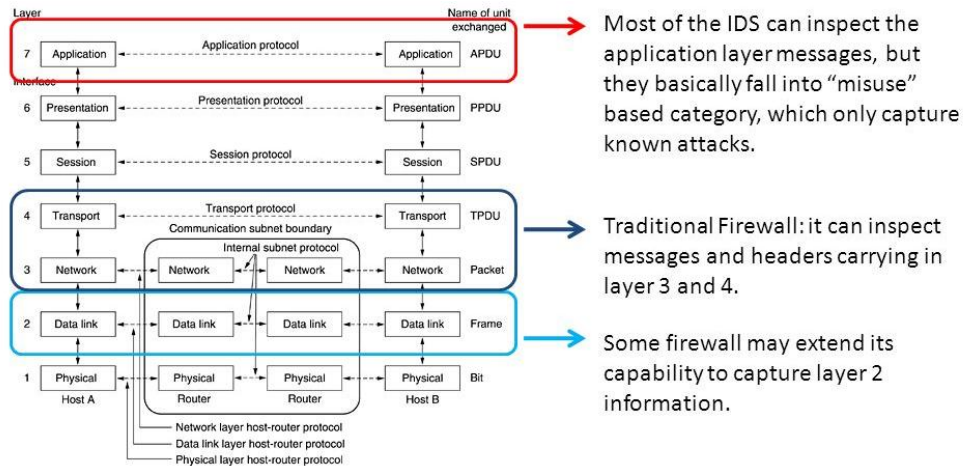 Layer
Name of unit
exchanged
7 Application Application protocol Application APDU
Interface
6 Presentation Presentation protocol Presentation PPDU
5 Session Session protocol Session SPDU
4 Transport Transport protocol Transport TPDU
Communication subnet boundary
Internal subnet protocol
3 Network Network Network Network Packet
2 Data link Data link Data link Data link Frame
1 Physical Physical Physical Physical Bit
Host A Router Router Host B
Network layer host-router protocol
Data link layer host-router protocol
Physical layer host-router protocol
Most of the IDS can inspect the
application layer messages, but
they basically fall into “misuse”
based category, which only capture
known attacks.
Traditional Firewall: it can inspect
messages and headers carrying in
layer 3 and 4.
Some firewall may extend its
capability to capture layer 2
information.